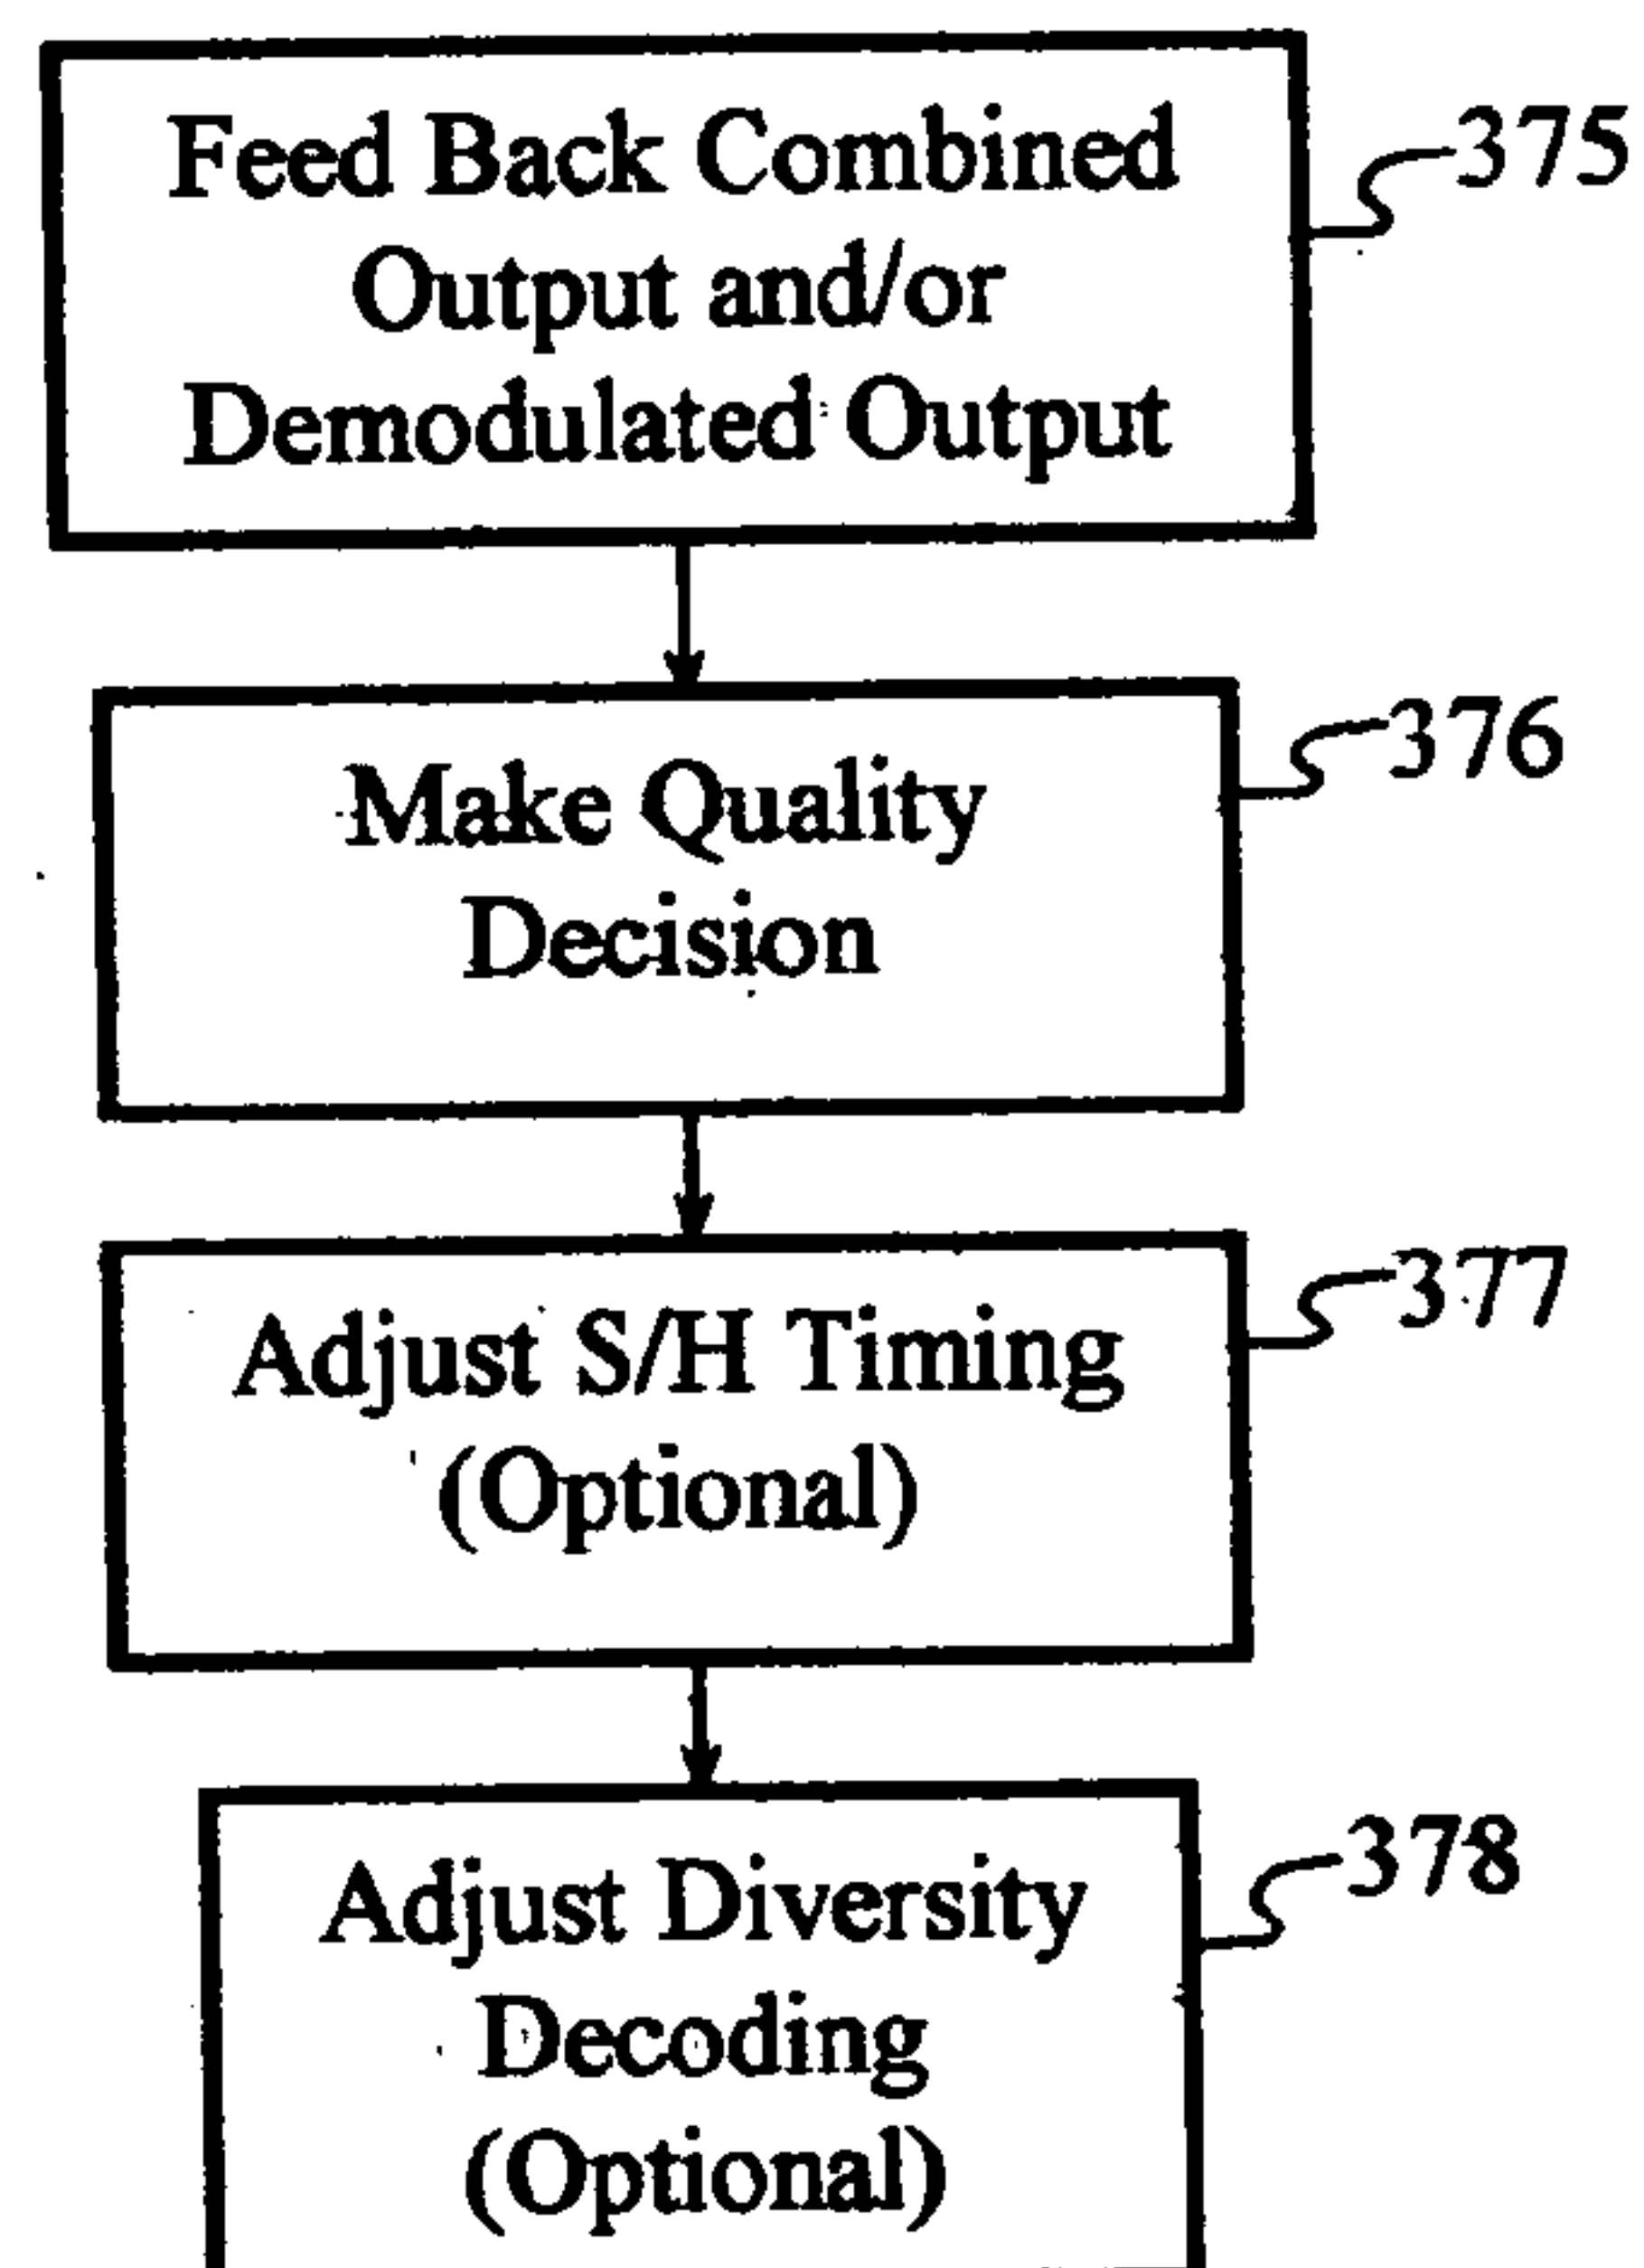 Feed Back Combined
Output and/or
Demodulated Output
375
Make Quality
Decision
376
Adjust S/H Timing
(Optional)
377
Adjust Diversity
Decoding
(Optional)
378